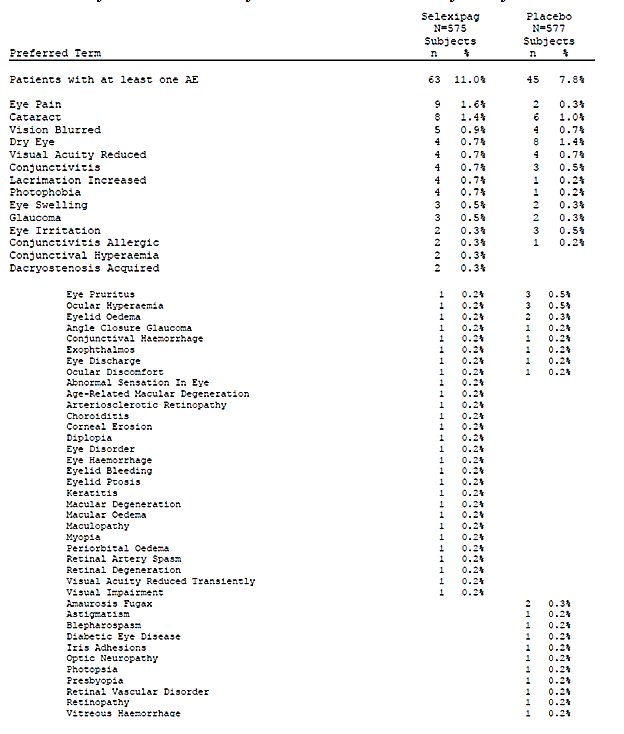 Selexipag Placebo
N=575 N=577
Subjects Subjects
Preferred Term n % n %
Patients with at least one AE 63 11.0% 45 7.8%
Eye Pain 9 1.6% 2 0.3%
Cataract 8 1.4% 6 1.0%
Vision Blurred 5 0.9% 4 0.7%
Dry Eye 4 0.7% 8 1.4%
Visual Acuity Reduced 4 0.7% 4 0.7%
Conjunctivitis 4 0.7% 3 0.5%
Lacrimation Increased 4 0.7% 1 0.2%
Photophobia 4 0.7% 1 0.2%
Eye Swelling 3 0.5% 2 0.3%
Glaucoma 3 0.5% 2 0.3%
Eye Irritation 2 0.3% 3 0.5%
Conjunctivitis Allergic 2 0.3% 1 0.2%
Conjunctival Hyperaemia 2 0.3%
Dacryostenosis Acquired 2 0.3%
Eye Pruritus 1 0.2% 3 0.5%
Ocular Hyperaemia 1 0.2% 3 0.5%
Eyelid Oedema 1 0.2% 2 0.3%
Angle Closure Glaucoma 1 0.2% 1 0.2%
Conjunctival Haemorrhage 1 0.2% 1 0.2%
Exophthalmos 1 0.2% 1 0.2%
Eye Discharge 1 0.2% 1 0.2%
Ocular Discomfort 1 0.2% 1 0.2%
Abnormal Sensation In Eye 1 0.2%
Age-Related Macular Degeneration 1 0.2%
Arteriosclerotic Retinopathy 1 0.2%
Choroiditis 1 0.2%
Corneal Erosion 1 0.2%
Diplopia 1 0.2%
Eye Disorder 1 0.2%
Eye Haemorrhage 1 0.2%
Eyelid Bleeding 1 0.2%
Eyelid Ptosis 1 0.2%
Keratitis 1 0.2%
Macular Degeneration 1 0.2%
Macular Oedema 1 0.2%
Maculopathy 1 0.2%
Myopia 1 0.2%
Periorbital Oedema 1 0.2%
Retinal Artery Spasm 1 0.2%
Retinal Degeneration 1 0.2%
Visual Acuity Reduced Transiently 1 0.2%
Visual Impairment 1 0.2%
Amaurosis Fugax 2 0.3%
Astigmatism 1 0.2%
Blepharospasm 1 0.2%
Diabetic Eye Disease 1 0.2%
Iris Adhesions 1 0.2%
Optic Neuropathy 1 0.2%
Photopsia 1 0.2%
Presbyopia 1 0.2%
Retinal Vascular Disorder 1 0.2%
Retinopathy 1 0.2%
Vitreous Haemorrhage 1 0.2%